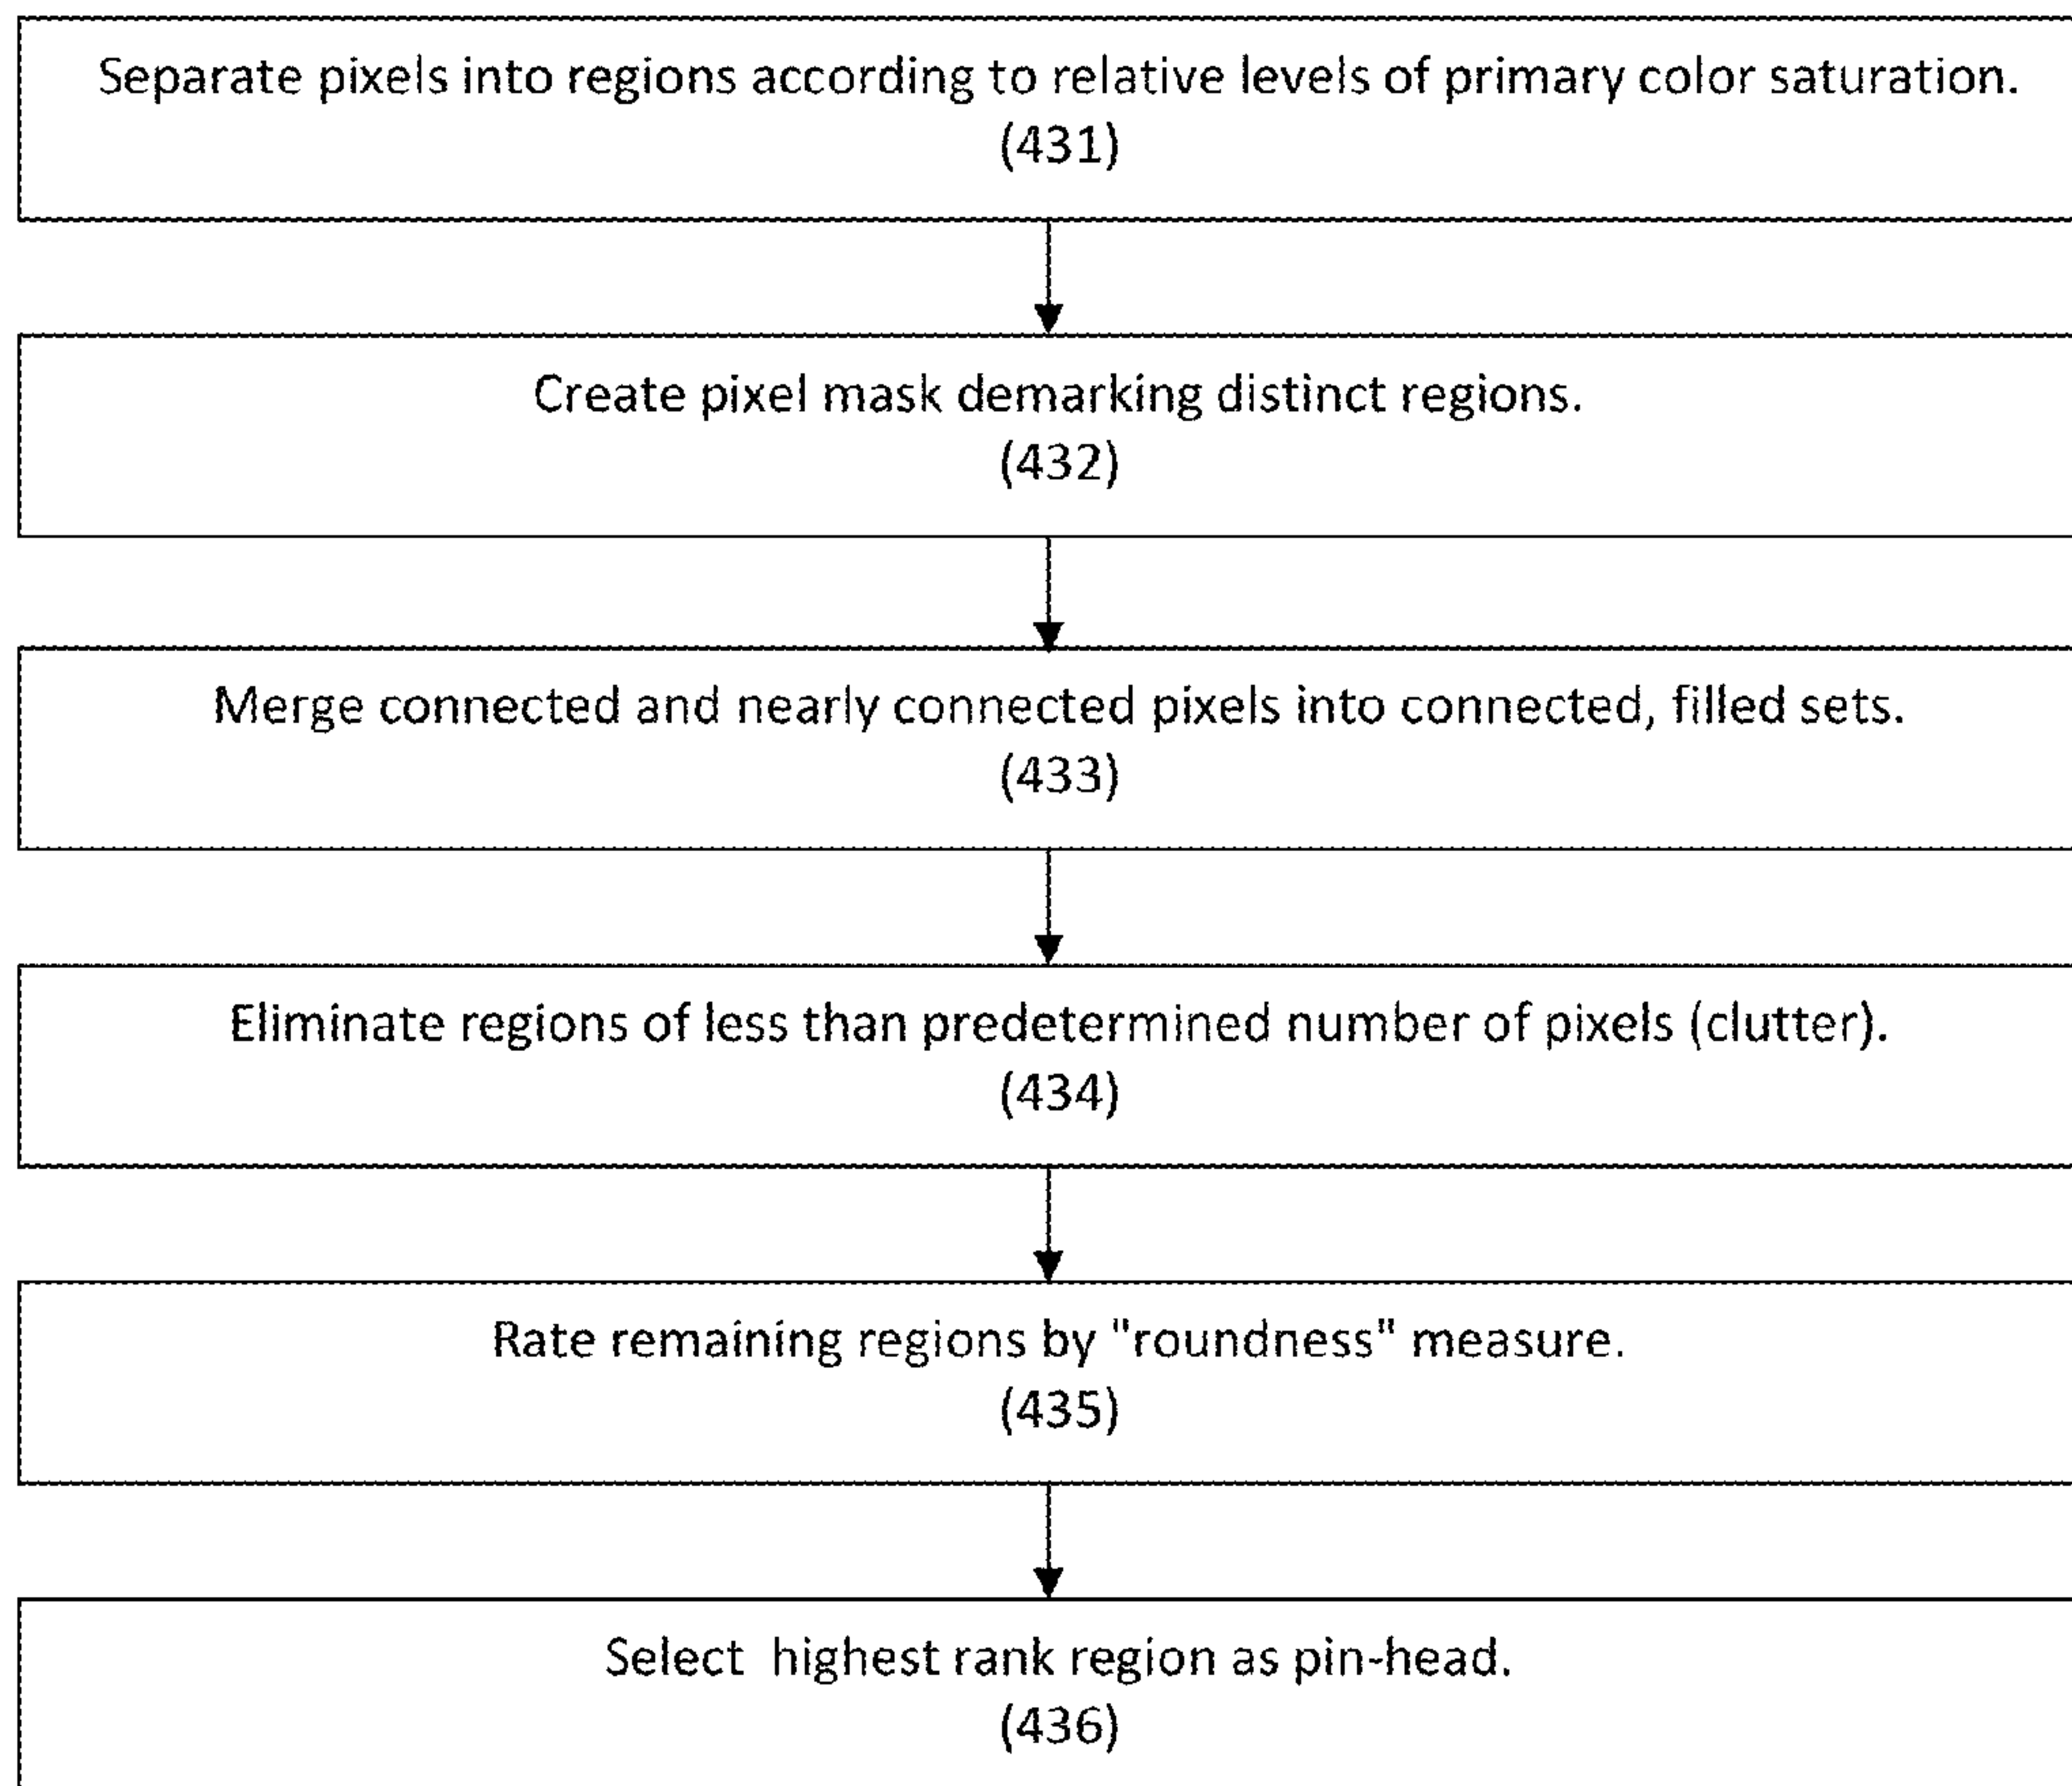 Separate pixels into regions according to relative levels of primary color saturation.
(431)
Create pixel mask demarking distinct regions.
(432)
Merge connected and nearly connected pixels into connected, filled sets.
(433)
Eliminate regions of less than predetermined number of pixels (clutter).
(434)
Rate remaining regions by "roundness" measure.
(435)
Select highest rank region as pin-head.
(436)